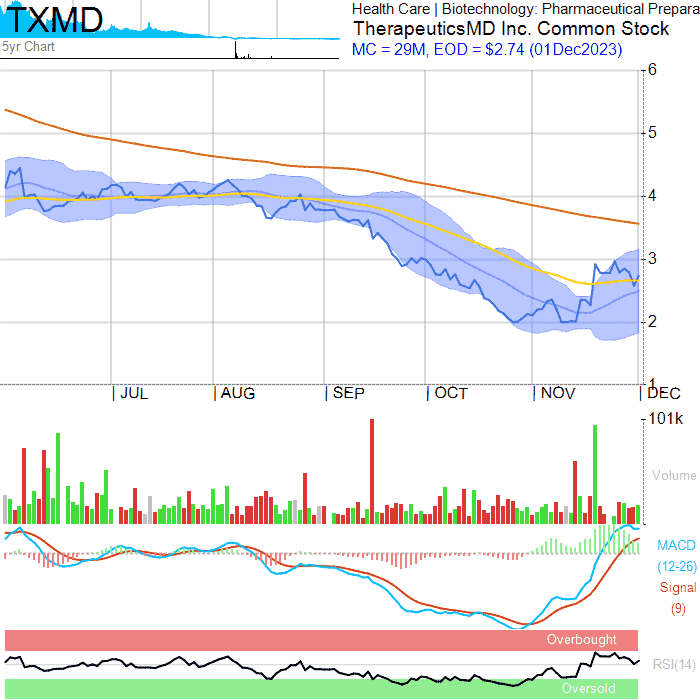 TXMD
5yr Chart
Health Care | Biotechnology: Pharmaceutical Prepara
TherapeuticsMD Inc. Common Stock
MC = 29M, EOD = $2.74 (01Dec2023)
6
5
4
3
2
1
JUL
AUG
SEP
OCT
NOV
DEC
101k
Volume
MACD
(12-26)
Signal
(9)
Overbought
RSI(14)
Oversold